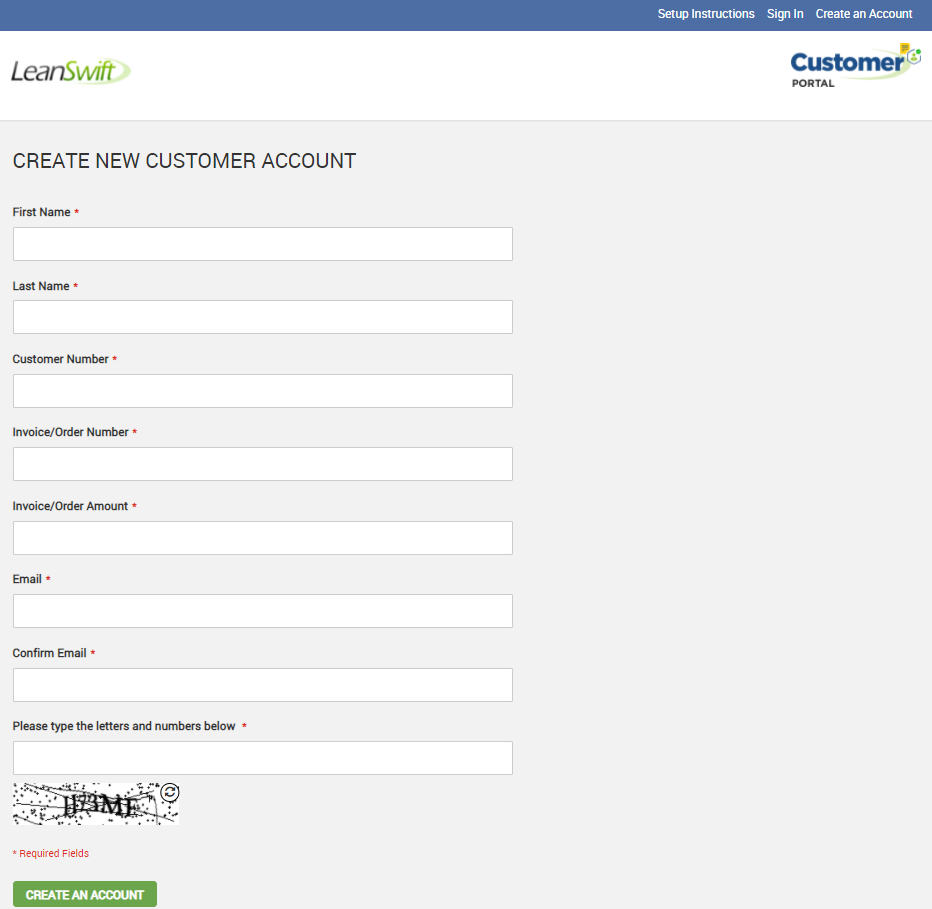 Setup Instructions Sign In Create an Account
LeanSwift
Customer
PORTAL
CREATE NEW CUSTOMER ACCOUNT
First Name *
Last Name *
Customer Number *
Invoice/Order Number *
Invoice/Order Amount *
Email *
Confirm Email *
Please type the letters and numbers below *
* Required Fields
CREATE AN ACCOUNT